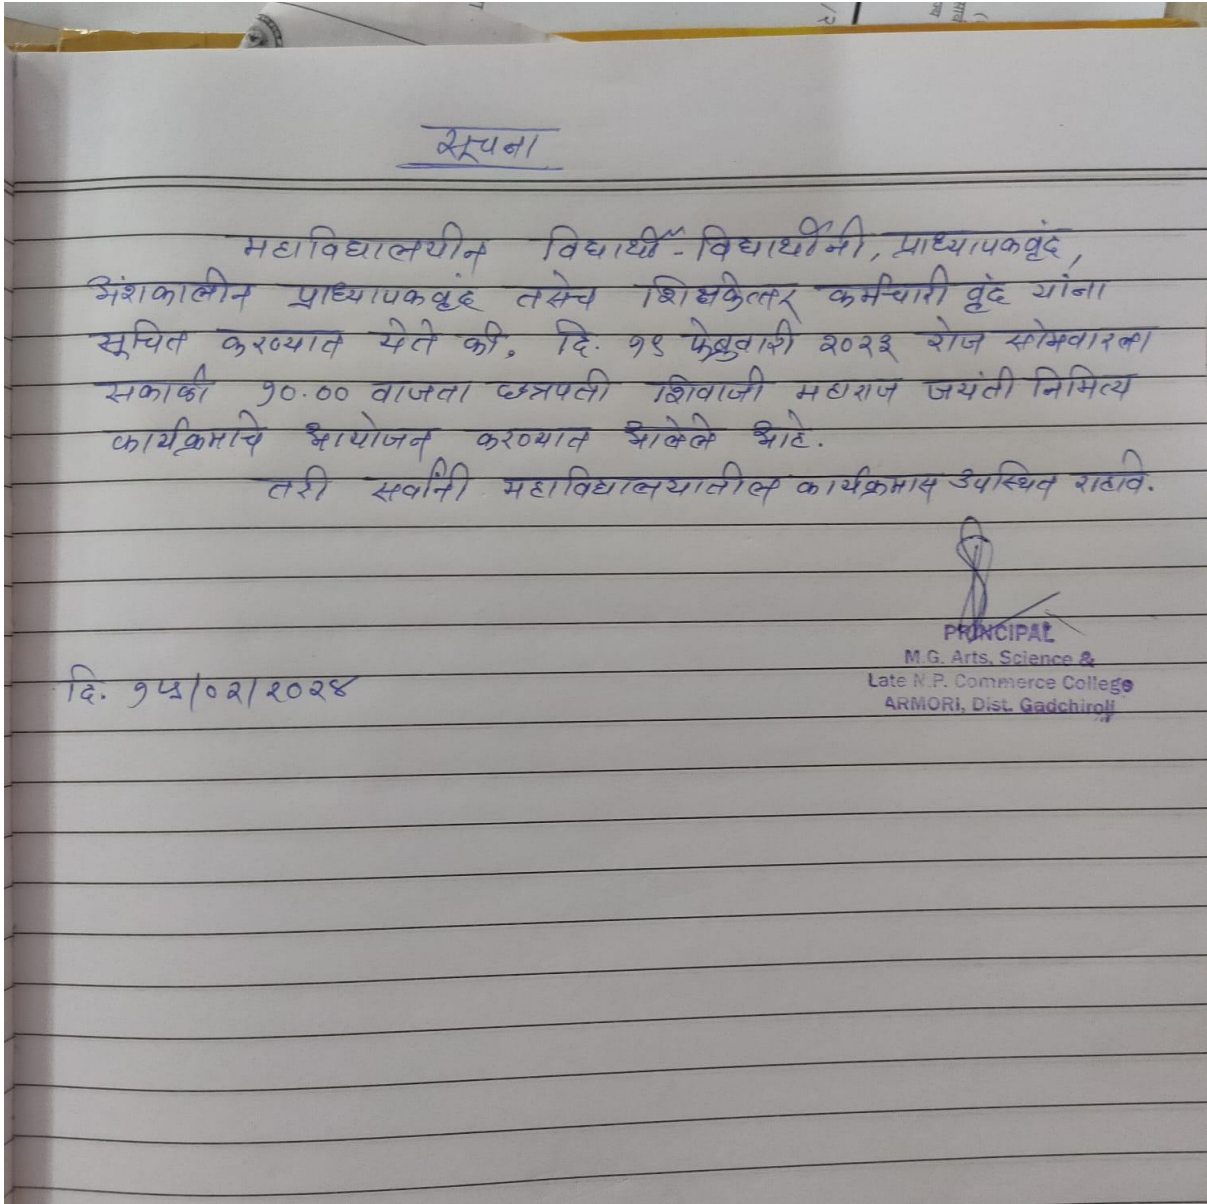 सूचना
महाविद्यालयीन विद्यार्थी - विद्यार्थीनी, प्राध्यापकवृंद,
अंशकालीन प्राध्यापकवृंद तसेच शिक्षकेत्तर कर्मचारी वृंद यांना
सूचित करण्यात येते की, दि. १९ फेब्रुवारी २०२३ रोज सोमवारला
सकाळी १०.०० वाजता छत्रपती शिवाजी महाराज जयंती निमित्य
कार्यक्रमाचे आयोजन करण्यात आलेले आहे.
तरी सर्वांनी महाविद्यालयातील कार्यक्रमास उपस्थित राहावे.
PRINCIPAL
M.G. Arts, Science &
Late N.P. Commerce College
ARMORI, Dist. Gadchiroli
दि. १५/०२/२०२४